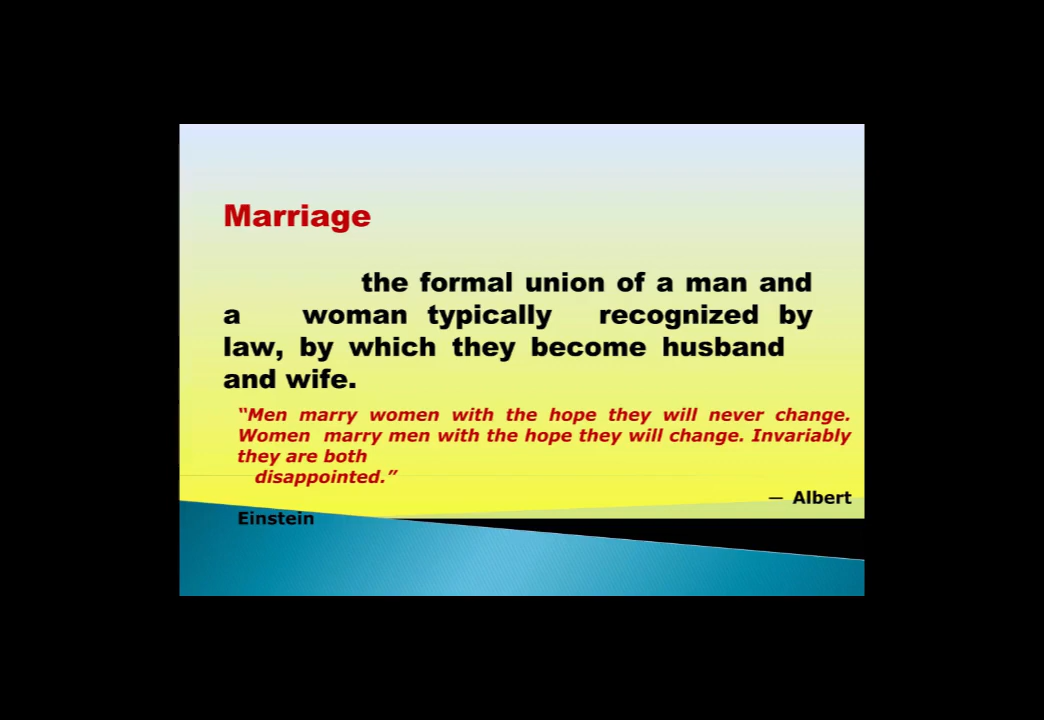 Marriage
the formal union of a man and
a woman typically recognized by
law, by which they become husband
and wife.
“Men marry women with the hope they will never change.
Women marry men with the hope they will change. Invariably
they are both
disappointed.”
― Albert
Einstein